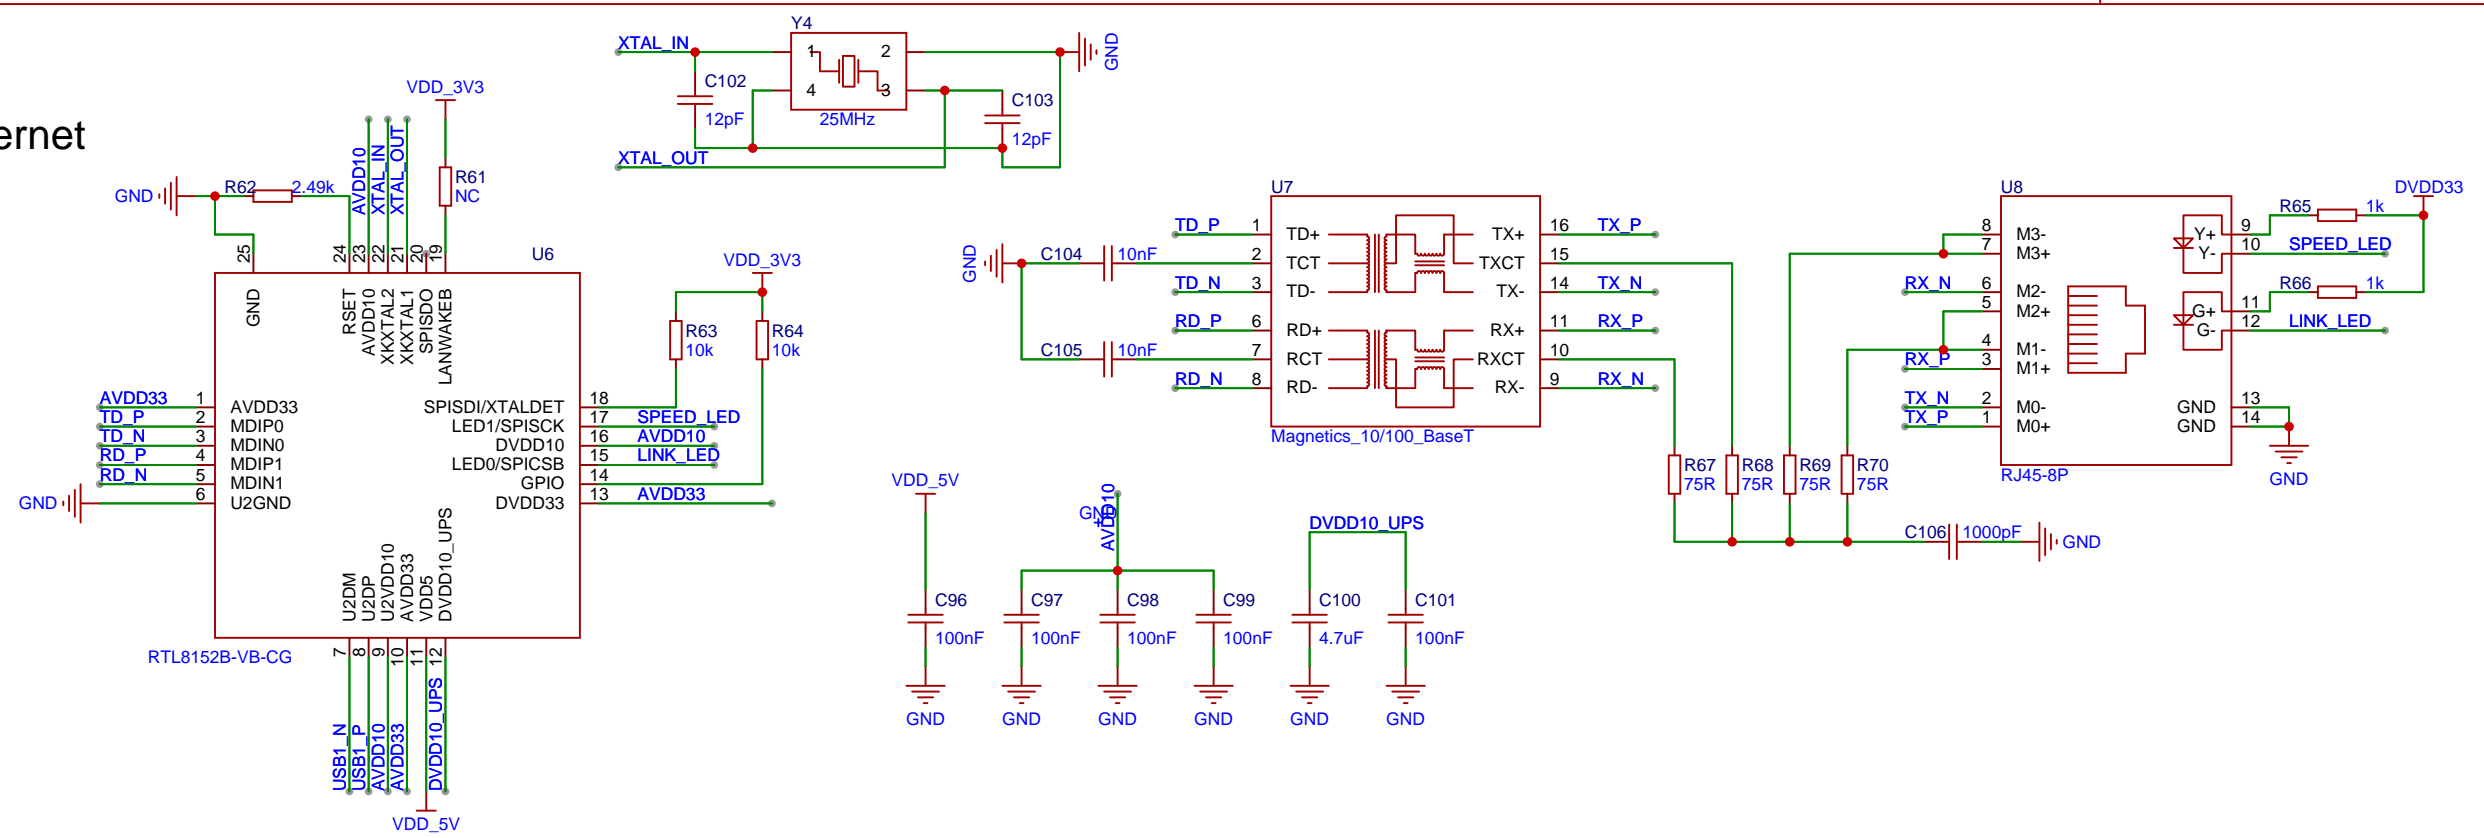 ernet
XTAL_IN
Y4
1
2
4
3
25MHz
C102
12pF
C103
12pF
GND
XTAL_OUT
VDD_3V3
R61
NC
GND
R62
2.49k
AVDD10
XTAL_IN
XTAL_OUT
25
24
23
22
21
20
19
U6
GND
RSET
AVDD10
XKXTAL2
XKXTAL1
SPISDO
LANWAKEB
VDD_3V3
R63
10k
R64
10k
AVDD33 1 AVDD33
TD_P 2 MDIP0
TD_N 3 MDIN0
RD_P 4 MDIP1
RD_N 5 MDIN1
GND 6 U2GND
SPISDI/XTALDET 18
LED1/SPISCK 17 SPEED_LED
DVDD10 16 AVDD10
LED0/SPICSB 15 LINK_LED
GPIO 14
DVDD33 13 AVDD33
U2DM
U2DP
U2VDD10
AVDD33
VDD5
DVDD10_UPS
7
8
9
10
11
12
RTL8152B-VB-CG
USB1_N
USB1_P
AVDD10
AVDD33
DVDD10_UPS
VDD_5V
U7
TD_P 1 TD+ TX+ 16 TX_P
GND C104 10nF 2 TCT TXCT 15
TD_N 3 TD- TX- 14 TX_N
RD_P 6 RD+ RX+ 11 RX_P
C105 10nF 7 RCT RXCT 10
RD_N 8 RD- RX- 9 RX_N
Magnetics_10/100_BaseT
VDD_5V
C96
100nF
GND
AVDD10
GND
C97
100nF
GND
C98
100nF
GND
C99
100nF
GND
DVDD10_UPS
C100
4.7uF
GND
C101
100nF
GND
R67
75R
R68
75R
R69
75R
R70
75R
C106 1000pF GND
U8
8 M3-
7 M3+
RX_N 6 M2-
5 M2+
4 M1-
RX_P 3 M1+
TX_N 2 M0-
TX_P 1 M0+
DVDD33
R65 1k
Y+ 9
Y- 10 SPEED_LED
R66 1k
G+ 11
G- 12 LINK_LED
GND 13
GND 14
GND
RJ45-8P